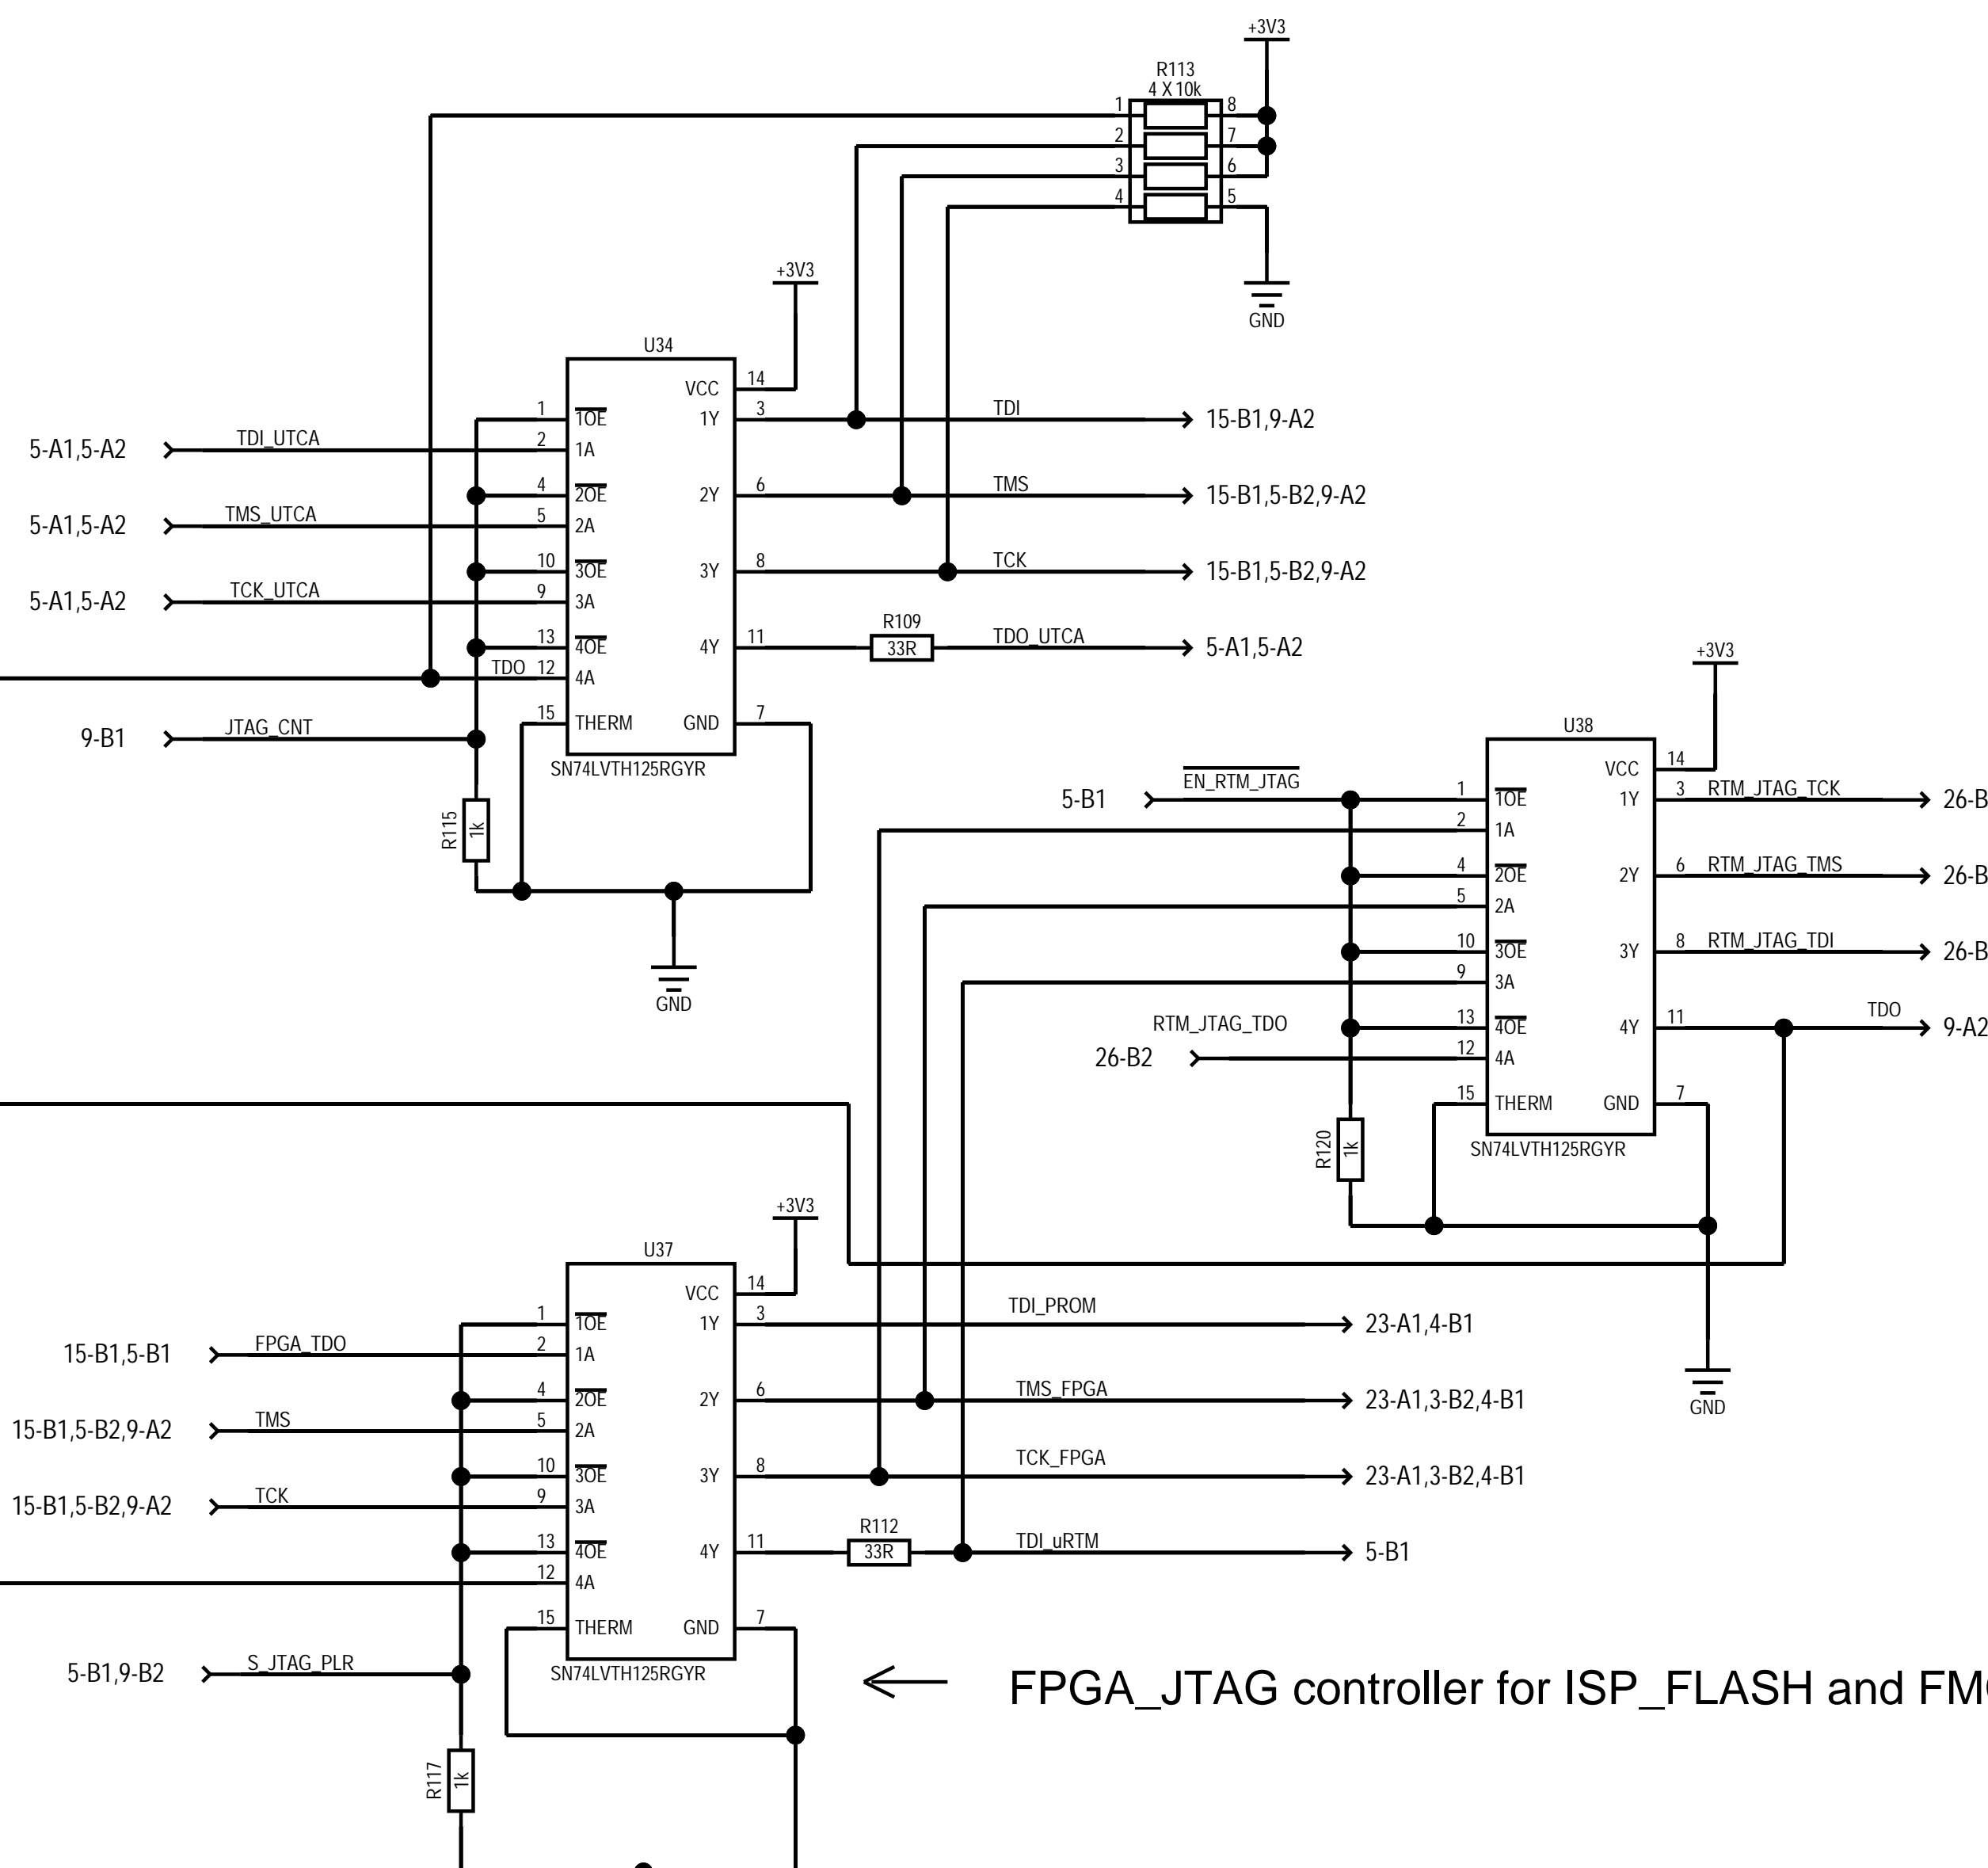 +3V3
R113
4 X 10k
1 8
2 7
3 6
4 5
GND
+3V3
U34
VCC 14
1 1OE 1Y 3 TDI 15-B1,9-A2
5-A1,5-A2 TDI_UTCA 2 1A
4 2OE 2Y 6 TMS 15-B1,5-B2,9-A2
5-A1,5-A2 TMS_UTCA 5 2A
10 3OE 3Y 8 TCK 15-B1,5-B2,9-A2
5-A1,5-A2 TCK_UTCA 9 3A
R109
13 4OE 4Y 11 33R TDO_UTCA 5-A1,5-A2
TDO 12 4A
15 THERM GND 7
9-B1 JTAG_CNT
SN74LVTH125RGYR
R115
1k
GND
+3V3
U38
VCC 14
5-B1 EN_RTM_JTAG 1 1OE 1Y 3 RTM_JTAG_TCK 26-B
2 1A
4 2OE 2Y 6 RTM_JTAG_TMS 26-B
5 2A
10 3OE 3Y 8 RTM_JTAG_TDI 26-B
9 3A
13 4OE 4Y 11 TDO 9-A2
RTM_JTAG_TDO
26-B2 12 4A
15 THERM GND 7
SN74LVTH125RGYR
R120
1k
GND
+3V3
U37
VCC 14
1 1OE 1Y 3 TDI_PROM 23-A1,4-B1
15-B1,5-B1 FPGA_TDO 2 1A
4 2OE 2Y 6 TMS_FPGA 23-A1,3-B2,4-B1
15-B1,5-B2,9-A2 TMS 5 2A
10 3OE 3Y 8 TCK_FPGA 23-A1,3-B2,4-B1
15-B1,5-B2,9-A2 TCK 9 3A
R112
13 4OE 4Y 11 33R TDI_uRTM 5-B1
12 4A
15 THERM GND 7
5-B1,9-B2 S_JTAG_PLR
SN74LVTH125RGYR
FPGA_JTAG controller for ISP_FLASH and
R117
1k